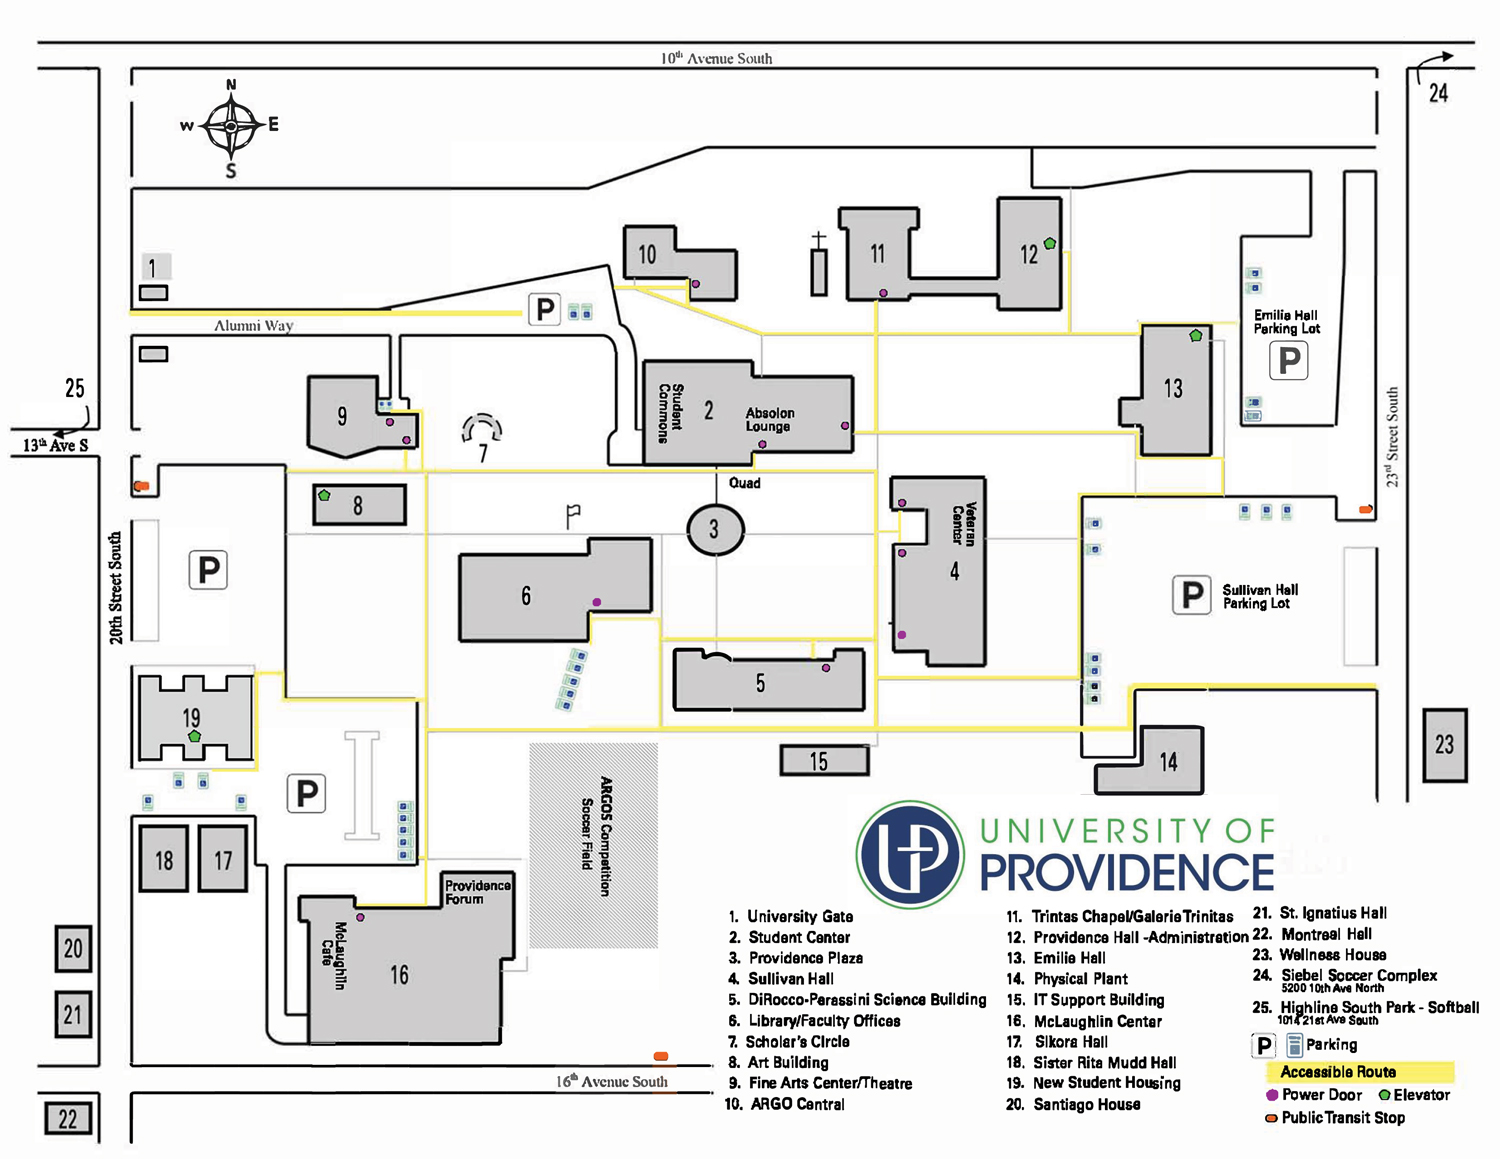 10th Avenue South
N
W E
S
24
1
10
11
12
P
Alumni Way
Emilie Hall
Parking Lot
P
25
13th Ave S
9
7
Student
Commons
2
Absolon
Lounge
13
23rd Street South
8
Quad
3
Veteran
Center
4
20th Street South
P
6
P
Sullivan Hall
Parking Lot
5
19
P
15
14
23
ARGOS Competition
Soccer Field
18
17
Providence
Forum
McLaughlin
Cafe
16
20
21
22
16th Avenue South
UP
UNIVERSITY OF
PROVIDENCE
1. University Gate
2. Student Center
3. Providence Plaza
4. Sullivan Hall
5. DiRocco-Perassini Science Building
6. Library/Faculty Offices
7. Scholar's Circle
8. Art Building
9. Fine Arts Center/Theatre
10. ARGO Central
11. Trintas Chapel/Galerie Trinitas
12. Providence Hall -Administration
13. Emilie Hall
14. Physical Plant
15. IT Support Building
16. McLaughlin Center
17. Sikora Hall
18. Sister Rita Mudd Hall
19. New Student Housing
20. Santiago House
21. St. Ignatius Hall
22. Montreal Hall
23. Wellness House
24. Siebel Soccer Complex
5200 10th Ave North
25. Highline South Park - Softball
1014 21st Ave South
P Parking
Accessible Route
Power Door Elevator
Public Transit Stop